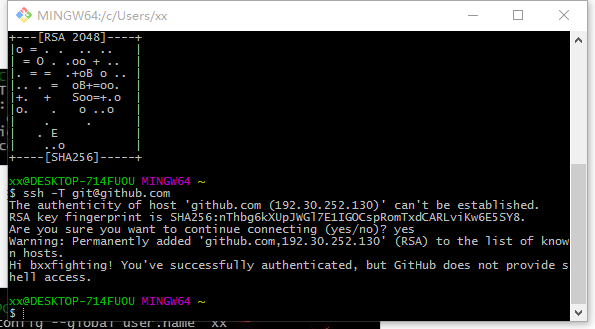 MINGW64:/c/Users/xx
+---[RSA 2048]----+
|o = . .  .. ..   |
| = O . .oo + ..  |
|. = =  .+oB o .. |
|.. . =  oB+=oo.  |
|+.  +   Soo=+.o  |
|o.   .   o ..o   |
|      .     .    |
|   . E           |
|    ..o          |
+----[SHA256]-----+
xx@DESKTOP-714FUOU MINGW64 ~
$ ssh -T git@github.com
The authenticity of host 'github.com (192.30.252.130)' can't be established.
RSA key fingerprint is SHA256:nThbg6kXUpJWGl7E1IGOCspRomTxdCARLviKw6E5SY8.
Are you sure you want to continue connecting (yes/no)? yes
Warning: Permanently added 'github.com,192.30.252.130' (RSA) to the list of know
n hosts.
Hi bxxfighting! You've successfully authenticated, but GitHub does not provide s
hell access.
xx@DESKTOP-714FUOU MINGW64 ~
$
config --global user.name xx